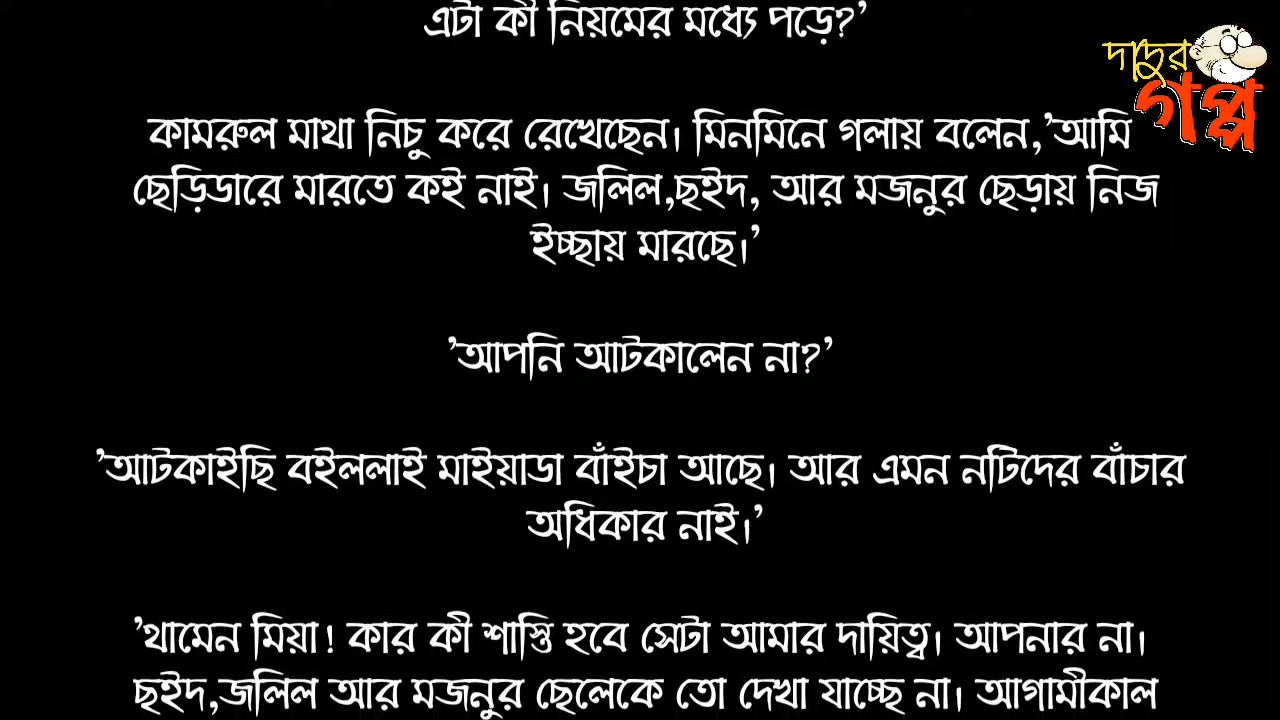 এটা কী নিয়মের মধ্যে পড়ে?’
দাদুর
গল্প
কামরুল মাথা নিচু করে রেখেছেন। মিনমিনে গলায় বলেন,’আমি
ছেড়িডারে মারতে কই নাই। জলিল,ছইদ, আর মজনুর ছেড়ায় নিজ
ইচ্ছায় মারছে।’
’আপনি আটকালেন না?’
’আটকাইছি বইললাই মাইয়াডা বাঁইচা আছে। আর এমন নটিদের বাঁচার
অধিকার নাই।’
’থামেন মিয়া! কার কী শাস্তি হবে সেটা আমার দায়িত্ব। আপনার না।
ছইদ,জলিল আর মজনুর ছেলেকে তো দেখা যাচ্ছে না। আগামীকাল